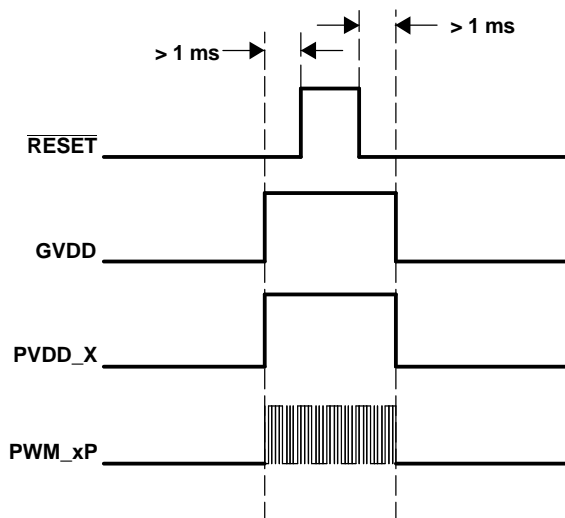 > 1 ms
> 1 ms
RESET
GVDD
PVDD_X
PWM_xP